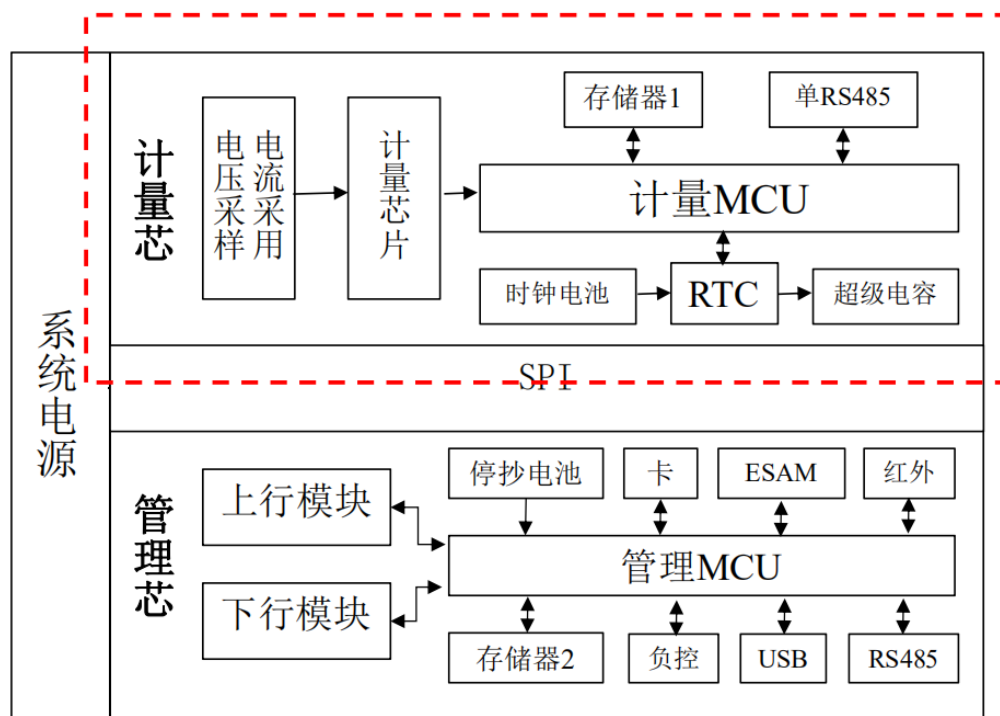 系统电源
计量芯
电压采样
电流采用
计量芯片
存储器1
单RS485
计量MCU
时钟电池
RTC
超级电容
SPI
管理芯
上行模块
下行模块
停抄电池
卡
ESAM
红外
管理MCU
存储器2
负控
USB
RS485